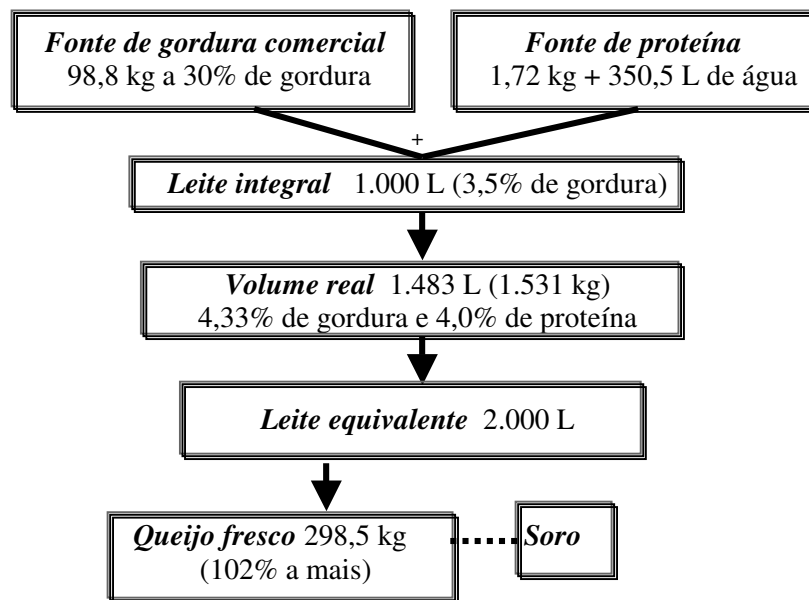 Fonte de gordura comercial
98,8 kg a 30% de gordura
Fonte de proteína
1,72 kg + 350,5 L de água
+
Leite integral 1.000 L (3,5% de gordura)
Volume real 1.483 L (1.531 kg)
4,33% de gordura e 4,0% de proteína
Leite equivalente 2.000 L
Queijo fresco 298,5 kg
(102% a mais)
Soro